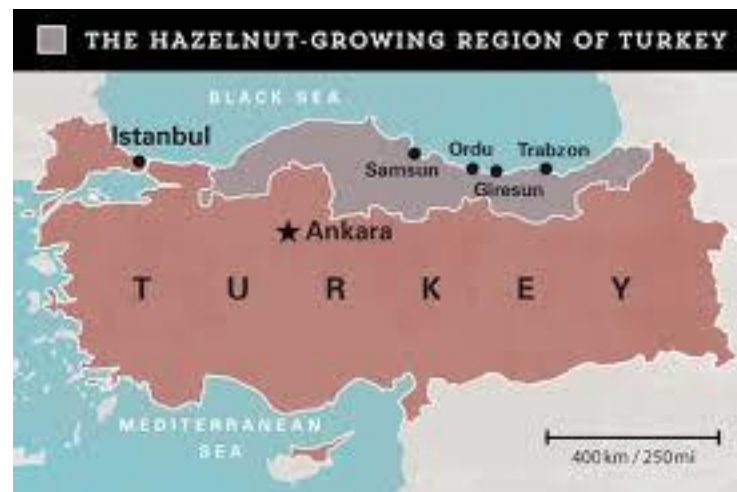 THE HAZELNUT-GROWING REGION OF TURKEY
BLACK SEA
Istanbul
Ordu
Trabzon
Samsun
Giresun
Ankara
TURKEY
MEDITERRANEAN
SEA
400 km / 250 mi